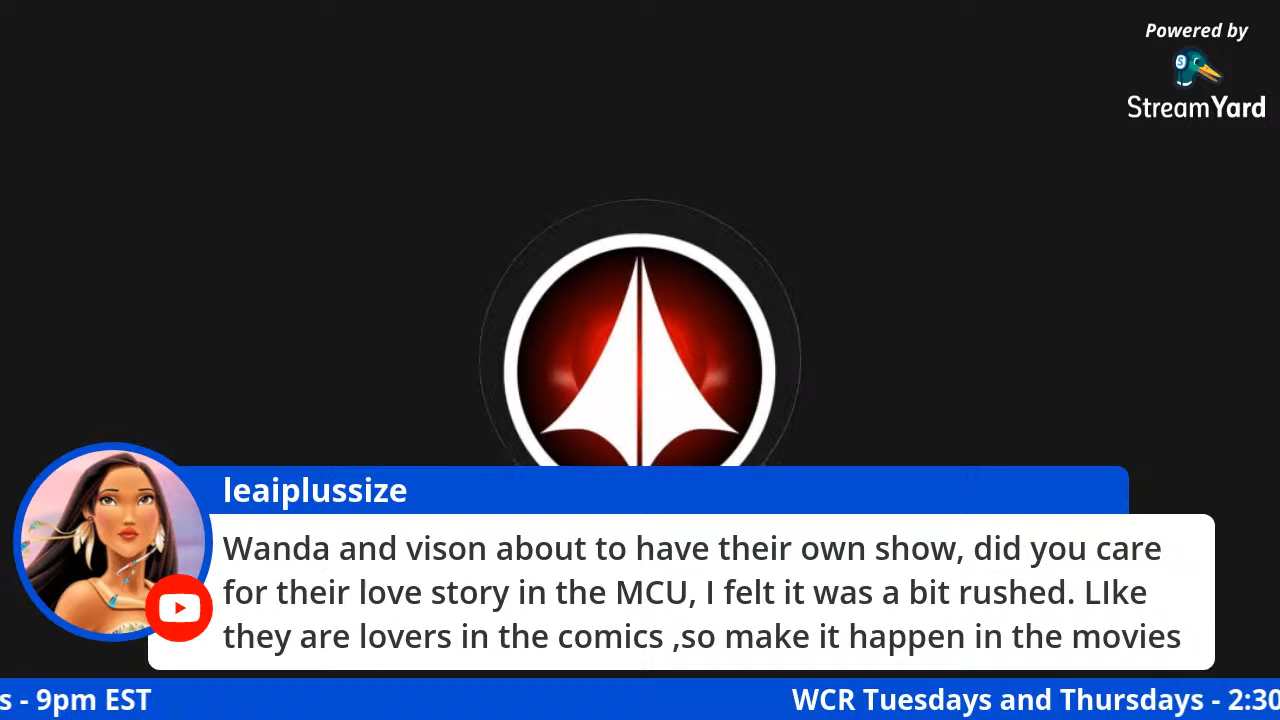 Powered by
S
StreamYard
leaiplussize
Wanda and vison about to have their own show, did you care
for their love story in the MCU, I felt it was a bit rushed. LIke
they are lovers in the comics ,so make it happen in the movies
s - 9pm EST
WCR Tuesdays and Thursdays - 2:30